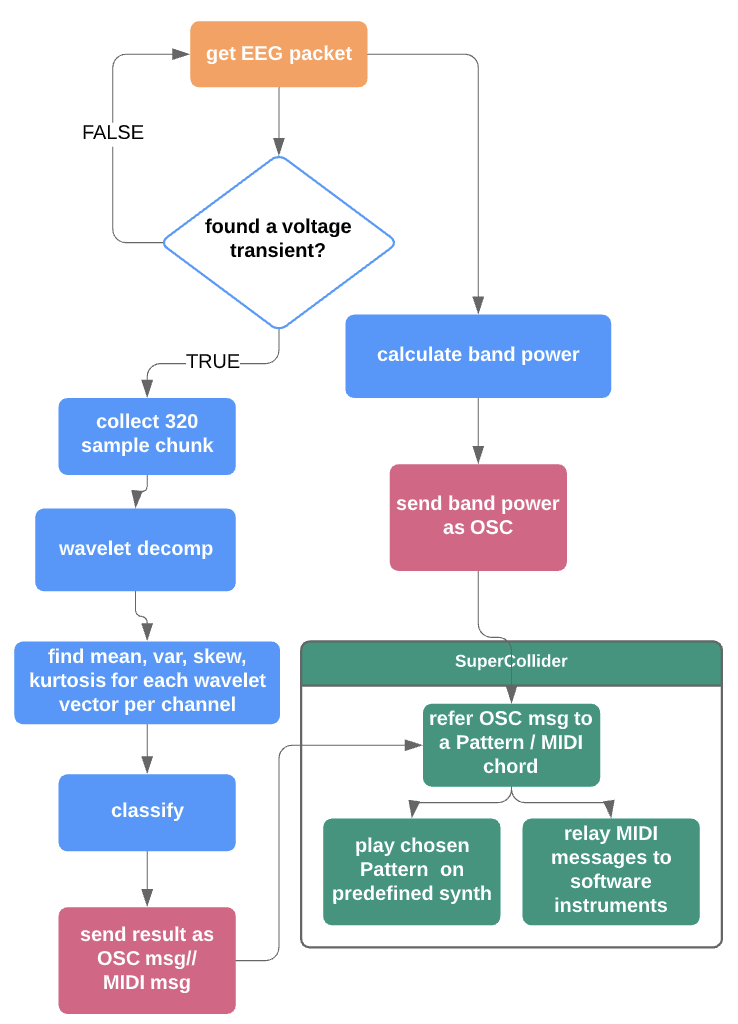 get EEG packet
FALSE
found a voltage
transient?
TRUE
calculate band power
collect 320
sample chunk
send band power
as OSC
wavelet decomp
find mean, var, skew,
kurtosis for each wavelet
vector per channel
SuperCollider
refer OSC msg to
a Pattern / MIDI
chord
classify
play chosen
Pattern on
predefined synth
relay MIDI
messages to
software
instruments
send result as
OSC msg//
MIDI msg